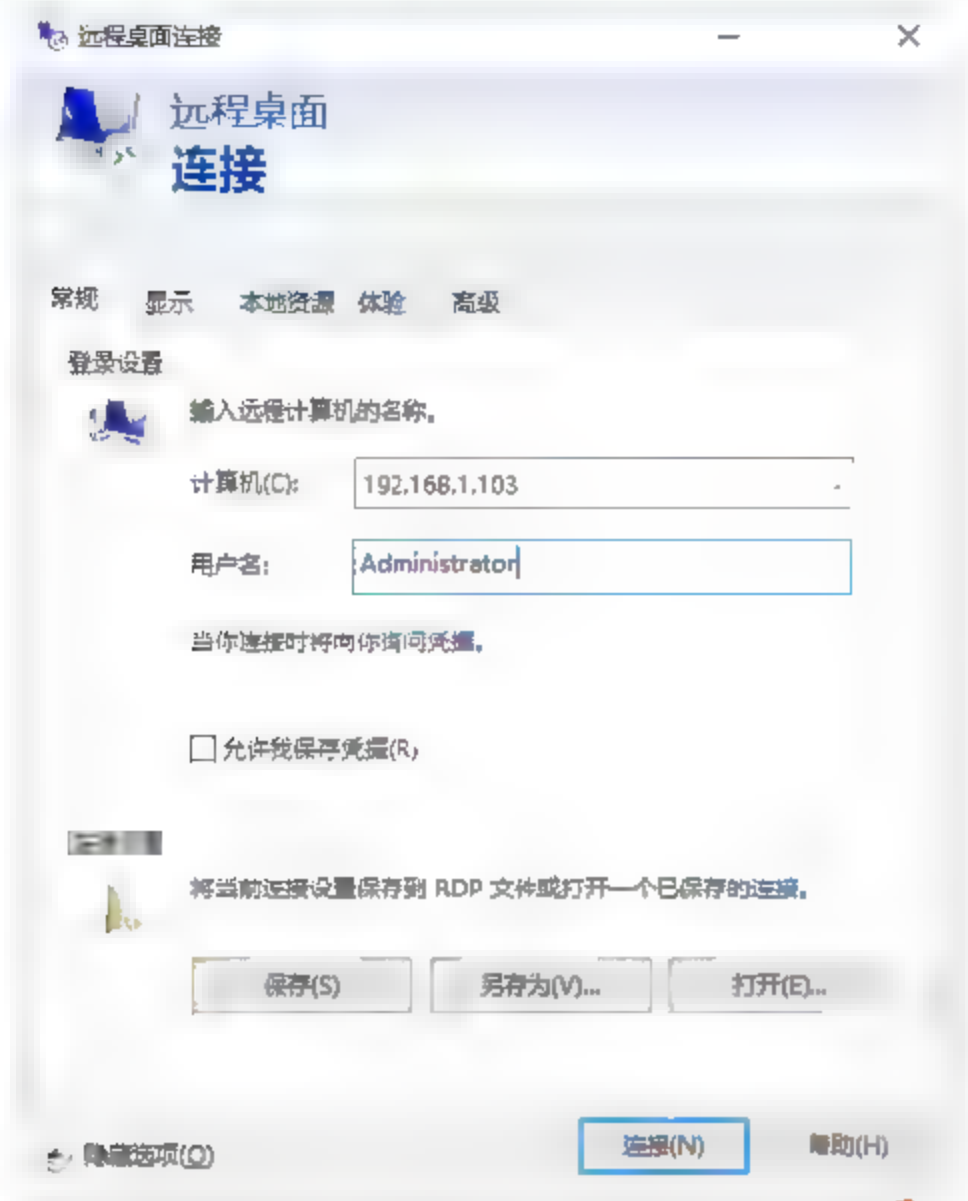 远程桌面连接
远程桌面
连接
常规 显示 本地资源 体验 高级
登录设置
输入远程计算机的名称。
计算机(C): 192.168.1.103
用户名: Administrator
当你连接时将向你询问凭据。
允许我保存凭据(R)
将当前连接设置保存到 RDP 文件或打开一个已保存的连接。
保存(S) 另存为(V)... 打开(E)...
隐藏选项(O) 连接(N) 帮助(H)